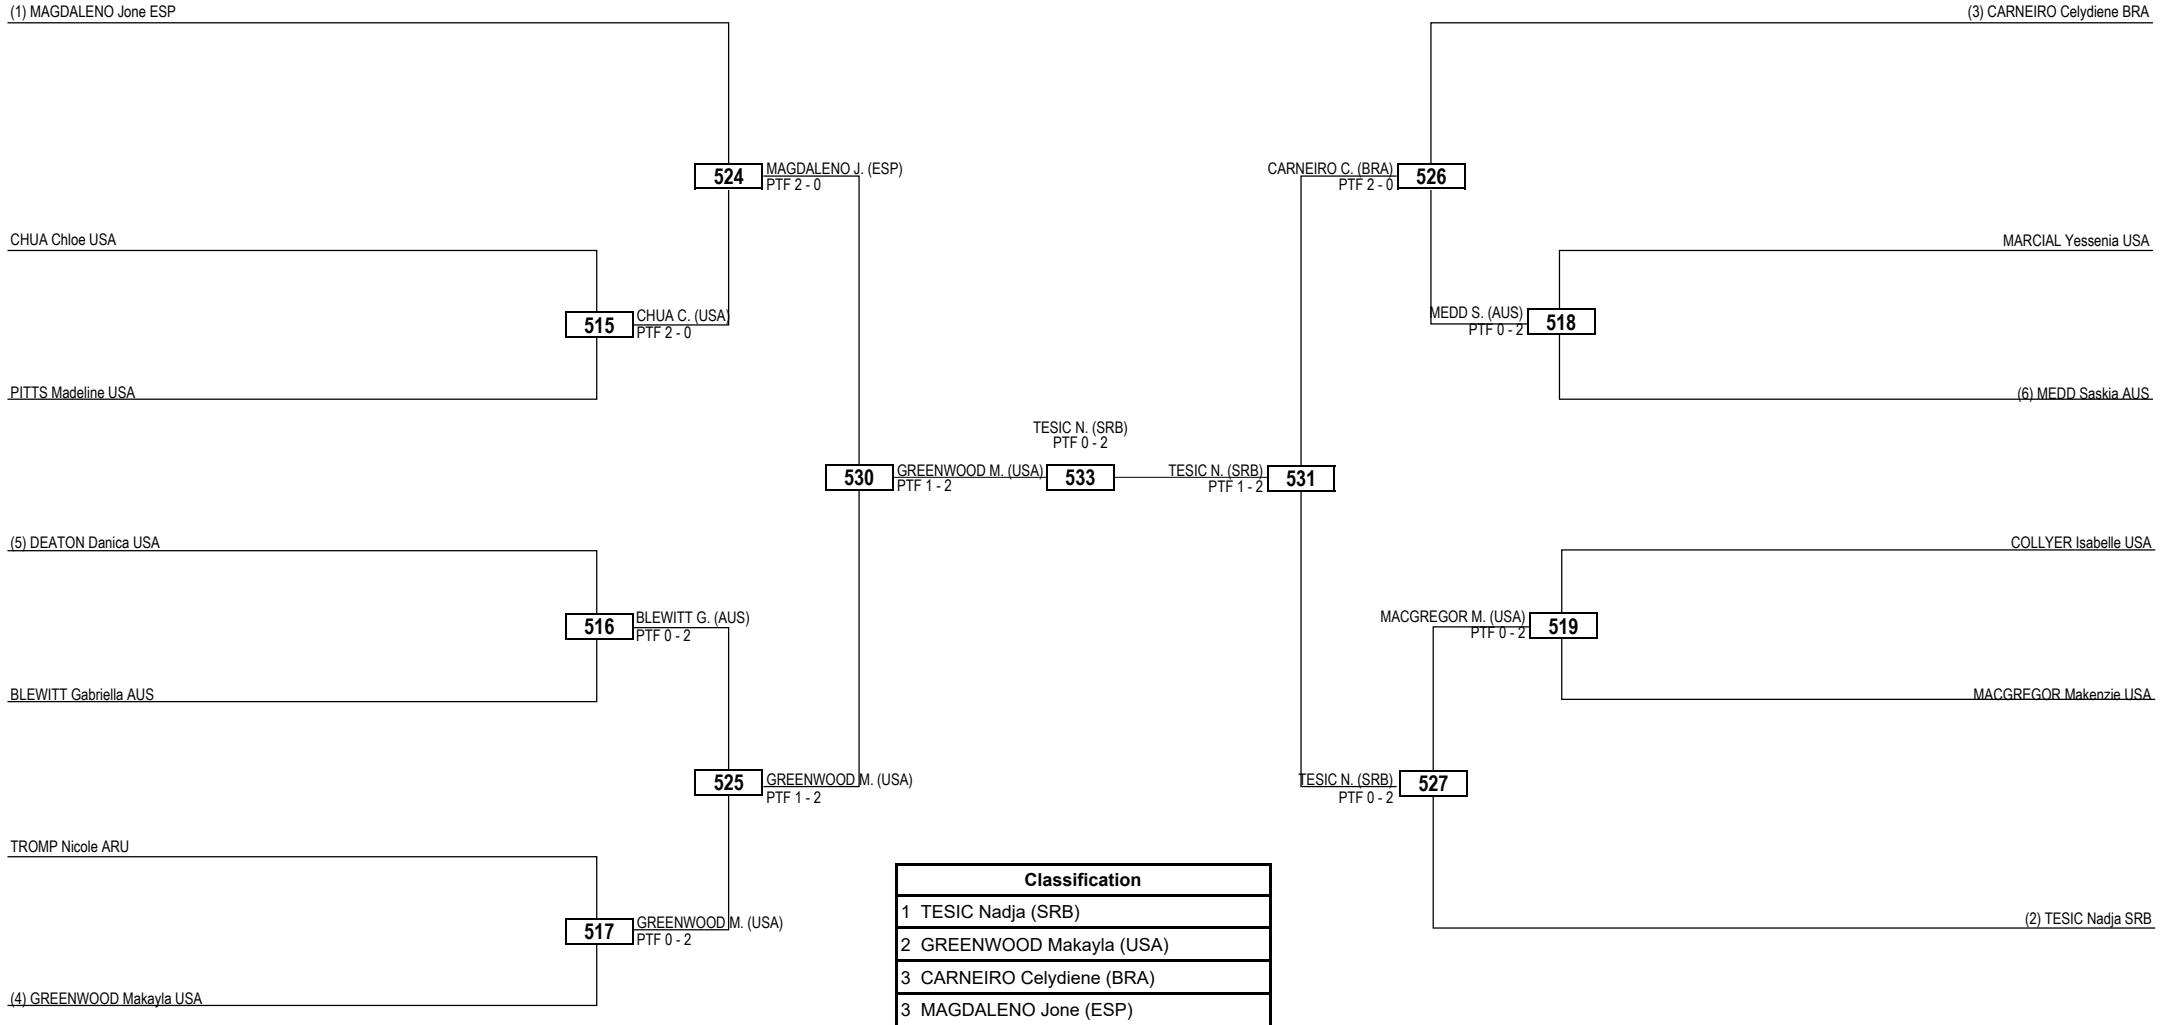 (1) MAGDALENO Jone ESP
(3) CARNEIRO Celydiene BRA
524
MAGDALENO J. (ESP)
PTF 2 - 0
CARNEIRO C. (BRA)
PTF 2 - 0
526
CHUA Chloe USA
MARCIAL Yessenia USA
515
CHUA C. (USA)
PTF 2 - 0
MEDD S. (AUS)
PTF 0 - 2
518
PITTS Madeline USA
(6) MEDD Saskia AUS
TESIC N. (SRB)
PTF 0 - 2
530
GREENWOOD M. (USA)
PTF 1 - 2
533
TESIC N. (SRB)
PTF 1 - 2
531
(5) DEATON Danica USA
COLLYER Isabelle USA
516
BLEWITT G. (AUS)
PTF 0 - 2
MACGREGOR M. (USA)
PTF 0 - 2
519
BLEWITT Gabriella AUS
MACGREGOR Makenzie USA
525
GREENWOOD M. (USA)
PTF 1 - 2
TESIC N. (SRB)
PTF 0 - 2
527
TROMP Nicole ARU
517
GREENWOOD M. (USA)
PTF 0 - 2
(2) TESIC Nadja SRB
(4) GREENWOOD Makayla USA
Classification
1 TESIC Nadja (SRB)
2 GREENWOOD Makayla (USA)
3 CARNEIRO Celydiene (BRA)
3 MAGDALENO Jone (ESP)